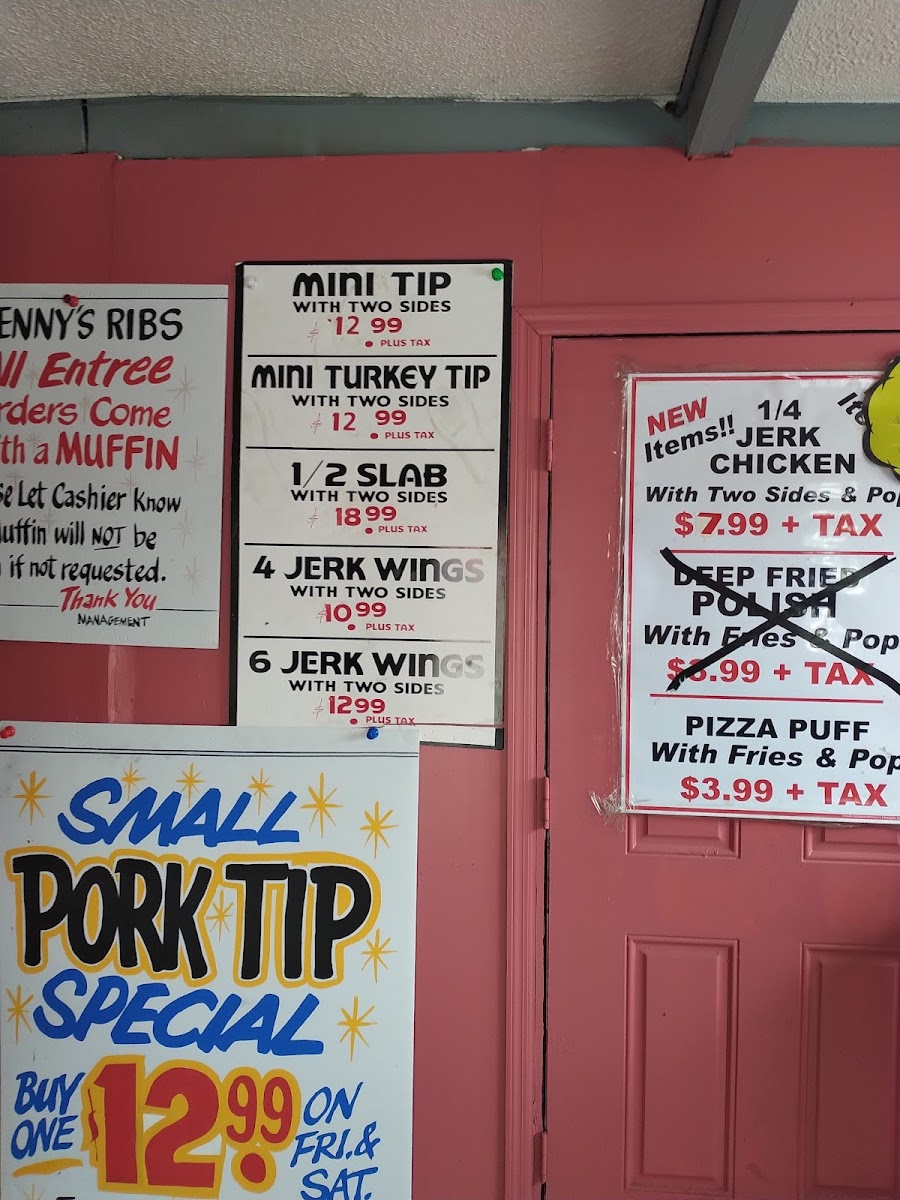 ENNY'S RIBS
All Entree
rders Come
th a MUFFIN
se Let Cashier Know
uffin will NOT be
if not requested.
Thank You
MANAGEMENT
MINI TIP
WITH TWO SIDES
$12.99
PLUS TAX
MINI TURKEY TIP
WITH TWO SIDES
$12.99
PLUS TAX
1/2 SLAB
WITH TWO SIDES
$18.99
PLUS TAX
4 JERK WINGS
WITH TWO SIDES
$10.99
PLUS TAX
6 JERK WINGS
WITH TWO SIDES
$12.99
PLUS TAX
SMALL
PORK TIP
SPECIAL
BUY ONE $12.99 ON FRI. & SAT.
NEW Items!!
1/4
JERK
CHICKEN
With Two Sides & Pop
$7.99 + TAX
DEEP FRIED
POLISH
With Fries & Pop
$3.99 + TAX
PIZZA PUFF
With Fries & Pop
$3.99 + TAX